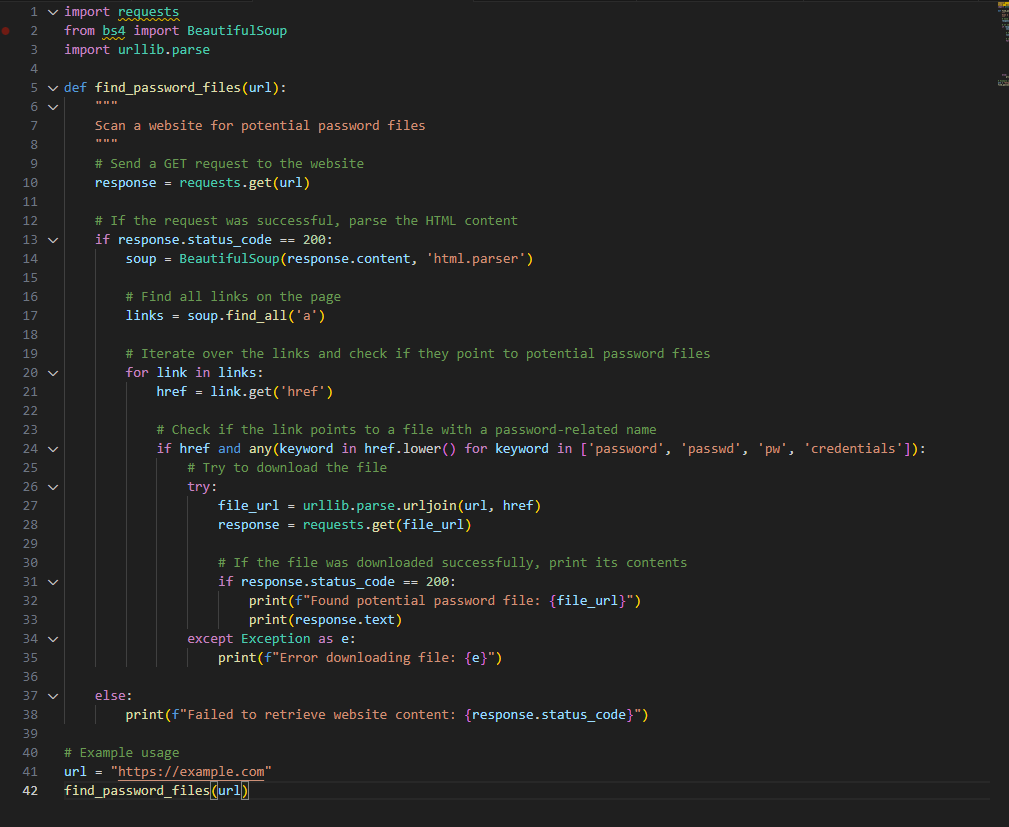 1 import requests
2 from bs4 import BeautifulSoup
3 import urllib.parse
4
5 def find_password_files(url):
6     """
7     Scan a website for potential password files
8     """
9     # Send a GET request to the website
10     response = requests.get(url)
11
12     # If the request was successful, parse the HTML content
13     if response.status_code == 200:
14         soup = BeautifulSoup(response.content, 'html.parser')
15
16         # Find all links on the page
17         links = soup.find_all('a')
18
19         # Iterate over the links and check if they point to potential password files
20         for link in links:
21             href = link.get('href')
22
23             # Check if the link points to a file with a password-related name
24             if href and any(keyword in href.lower() for keyword in ['password', 'passwd', 'pw', 'credentials']):
25                 # Try to download the file
26                 try:
27                     file_url = urllib.parse.urljoin(url, href)
28                     response = requests.get(file_url)
29
30                     # If the file was downloaded successfully, print its contents
31                     if response.status_code == 200:
32                         print(f"Found potential password file: {file_url}")
33                         print(response.text)
34                 except Exception as e:
35                     print(f"Error downloading file: {e}")
36
37     else:
38         print(f"Failed to retrieve website content: {response.status_code}")
39
40 # Example usage
41 url = "https://example.com"
42 find_password_files(url)